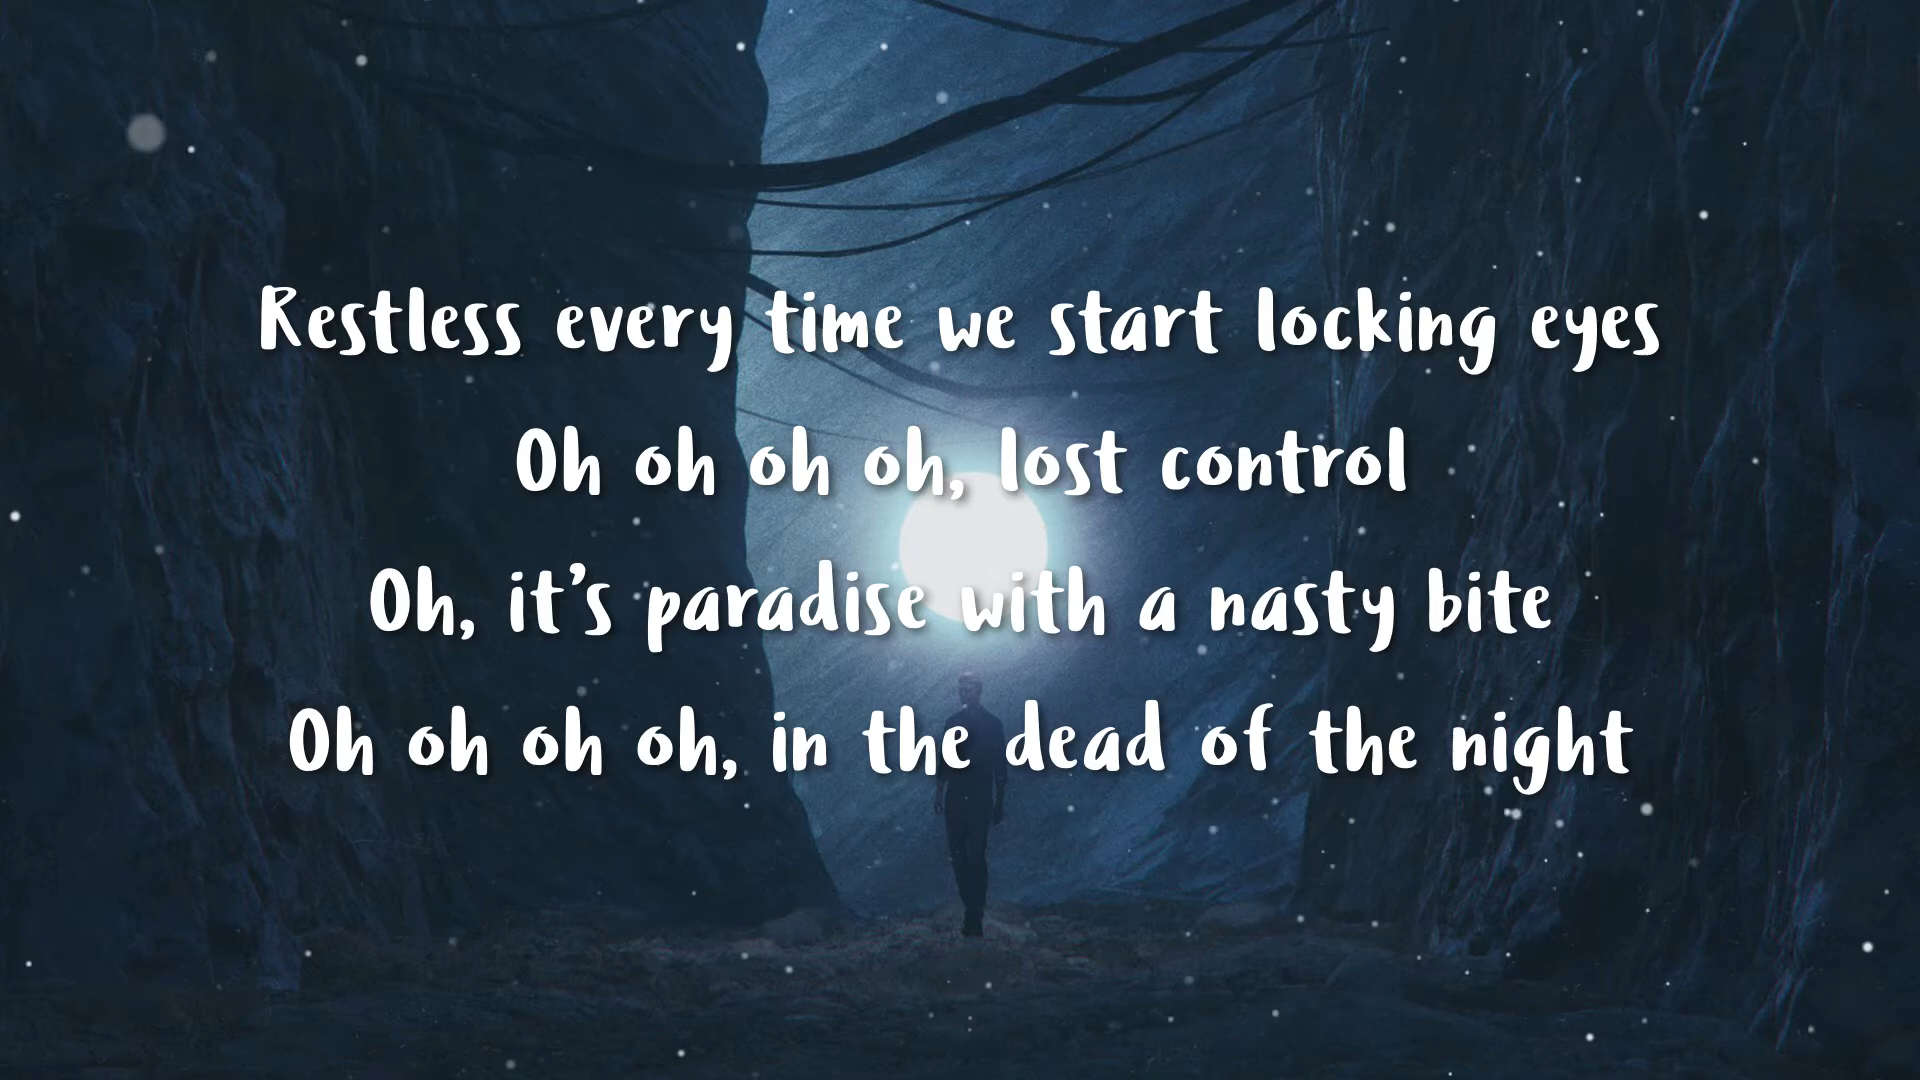 Restless every time we start locking eyes
Oh oh oh oh, lost control
Oh, it's paradise with a nasty bite
Oh oh oh oh, in the dead of the night